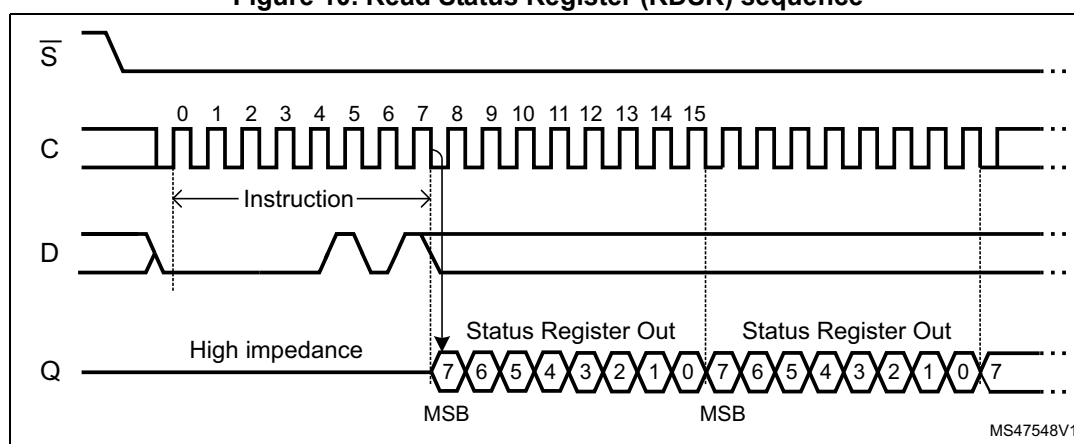 Figure 10. Read Status Register (RDSR) sequence
S
0 1 2 3 4 5 6 7 8 9 10 11 12 13 14 15
C
Instruction
D
Status Register Out Status Register Out
High impedance
Q
7 6 5 4 3 2 1 0 7 6 5 4 3 2 1 0 7
MSB MSB
MS47548V1